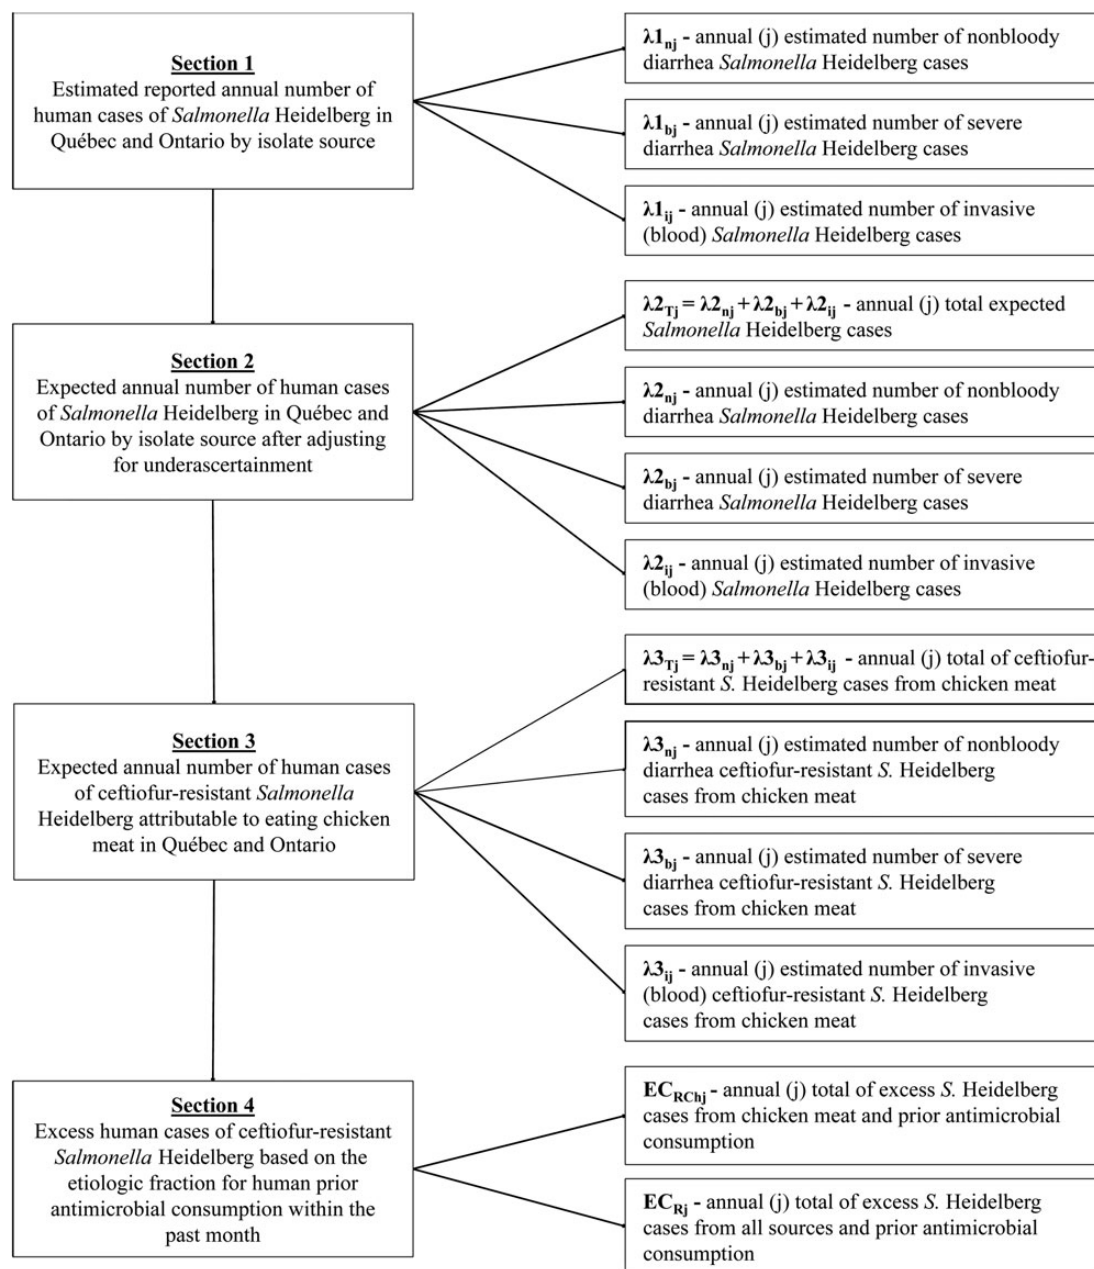 Section 1
Estimated reported annual number of
human cases of Salmonella Heidelberg in
Québec and Ontario by isolate source
λ1nj - annual (j) estimated number of nonbloody
diarrhea Salmonella Heidelberg cases
λ1bj - annual (j) estimated number of severe
diarrhea Salmonella Heidelberg cases
λ1ij - annual (j) estimated number of invasive
(blood) Salmonella Heidelberg cases
Section 2
Expected annual number of human cases
of Salmonella Heidelberg in Québec and
Ontario by isolate source after adjusting
for underascertainment
λ2Tj = λ2nj + λ2bj + λ2ij - annual (j) total expected
Salmonella Heidelberg cases
λ2nj - annual (j) estimated number of nonbloody
diarrhea Salmonella Heidelberg cases
λ2bj - annual (j) estimated number of severe
diarrhea Salmonella Heidelberg cases
λ2ij - annual (j) estimated number of invasive
(blood) Salmonella Heidelberg cases
Section 3
Expected annual number of human cases
of ceftiofur-resistant Salmonella
Heidelberg attributable to eating chicken
meat in Québec and Ontario
λ3Tj = λ3nj + λ3bj + λ3ij - annual (j) total of ceftiofur-
resistant S. Heidelberg cases from chicken meat
λ3nj - annual (j) estimated number of nonbloody
diarrhea ceftiofur-resistant S. Heidelberg
cases from chicken meat
λ3bj - annual (j) estimated number of severe
diarrhea ceftiofur-resistant S. Heidelberg
cases from chicken meat
λ3ij - annual (j) estimated number of invasive
(blood) ceftiofur-resistant S. Heidelberg
cases from chicken meat
Section 4
Excess human cases of ceftiofur-resistant
Salmonella Heidelberg based on the
etiologic fraction for human prior
antimicrobial consumption within the
past month
ECRChj - annual (j) total of excess S. Heidelberg
cases from chicken meat and prior antimicrobial
consumption
ECRj - annual (j) total of excess S. Heidelberg
cases from all sources and prior antimicrobial
consumption